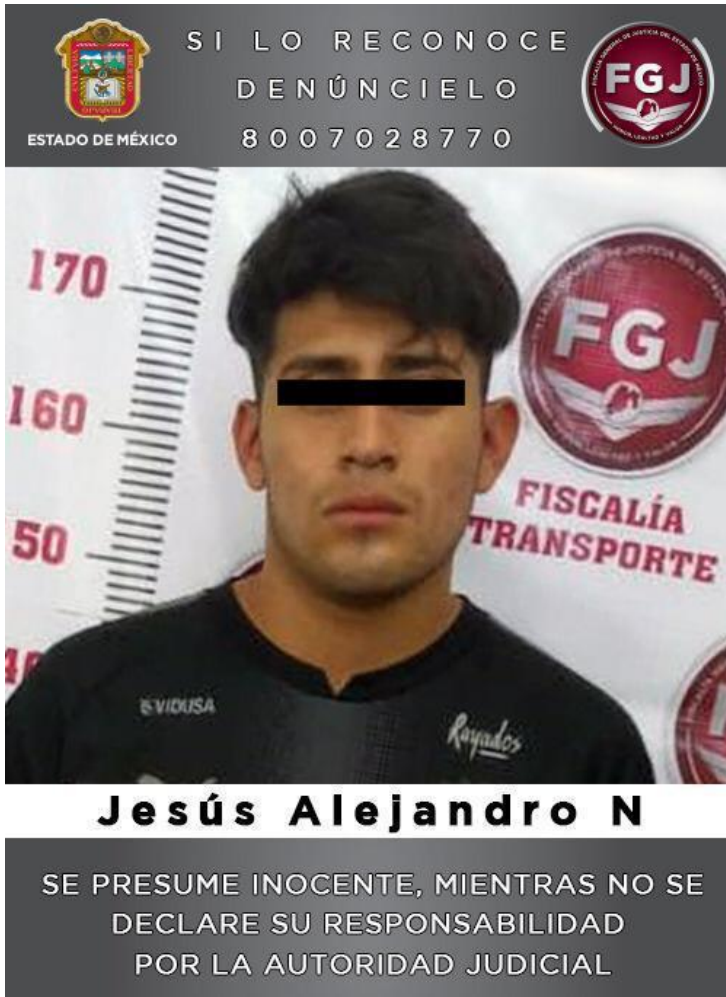 SI LO RECONOCE
DENÚNCIELO
8007028770
ESTADO DE MÉXICO
FGJ
170
160
50
FGJ
FISCALÍA
TRANSPORTE
VIDUSA
Rayados
Jesús Alejandro N
SE PRESUME INOCENTE, MIENTRAS NO SE
DECLARE SU RESPONSABILIDAD
POR LA AUTORIDAD JUDICIAL